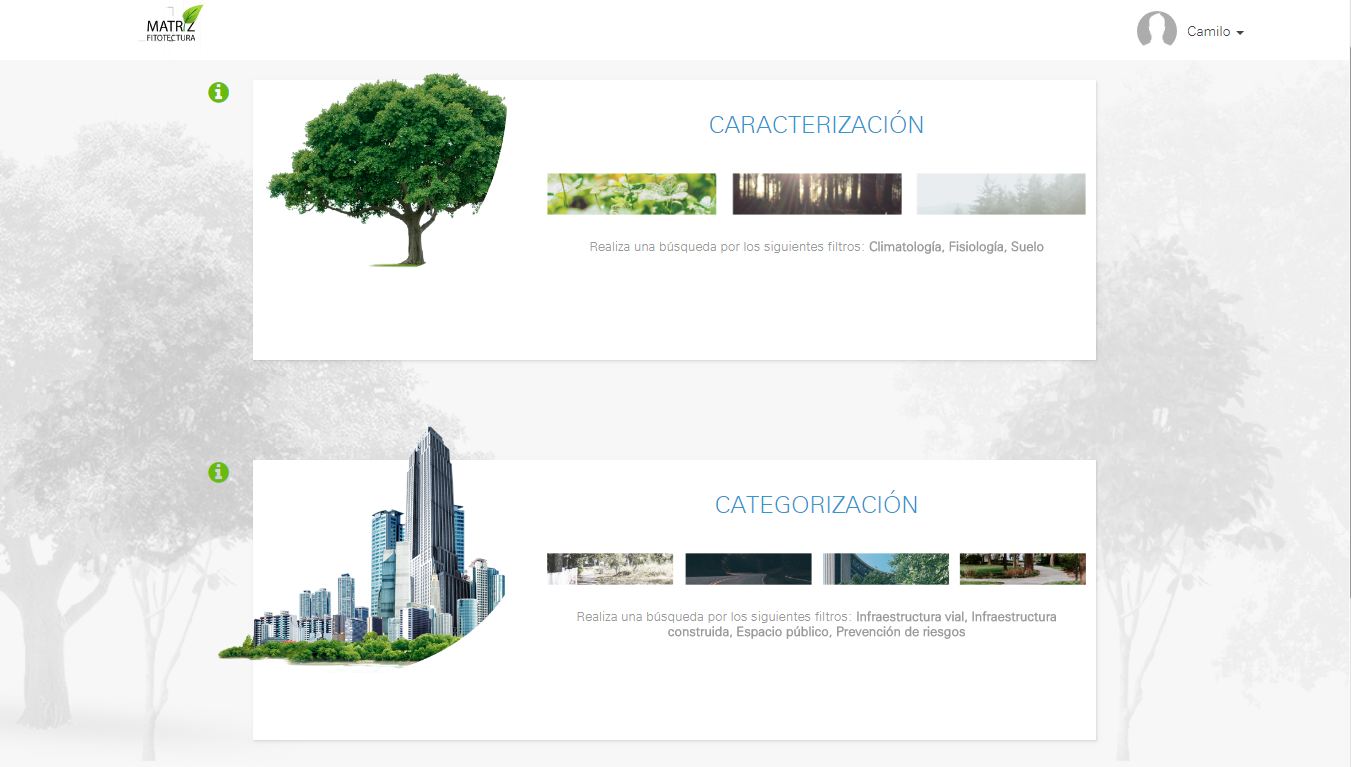 MATRIZ
FITOTECTURA
Camilo
CARACTERIZACIÓN
Realiza una búsqueda por los siguientes filtros: Climatología, Fisiología, Suelo
CATEGORIZACIÓN
Realiza una búsqueda por los siguientes filtros: Infraestructura vial, Infraestructura
construida, Espacio público, Prevención de riesgos